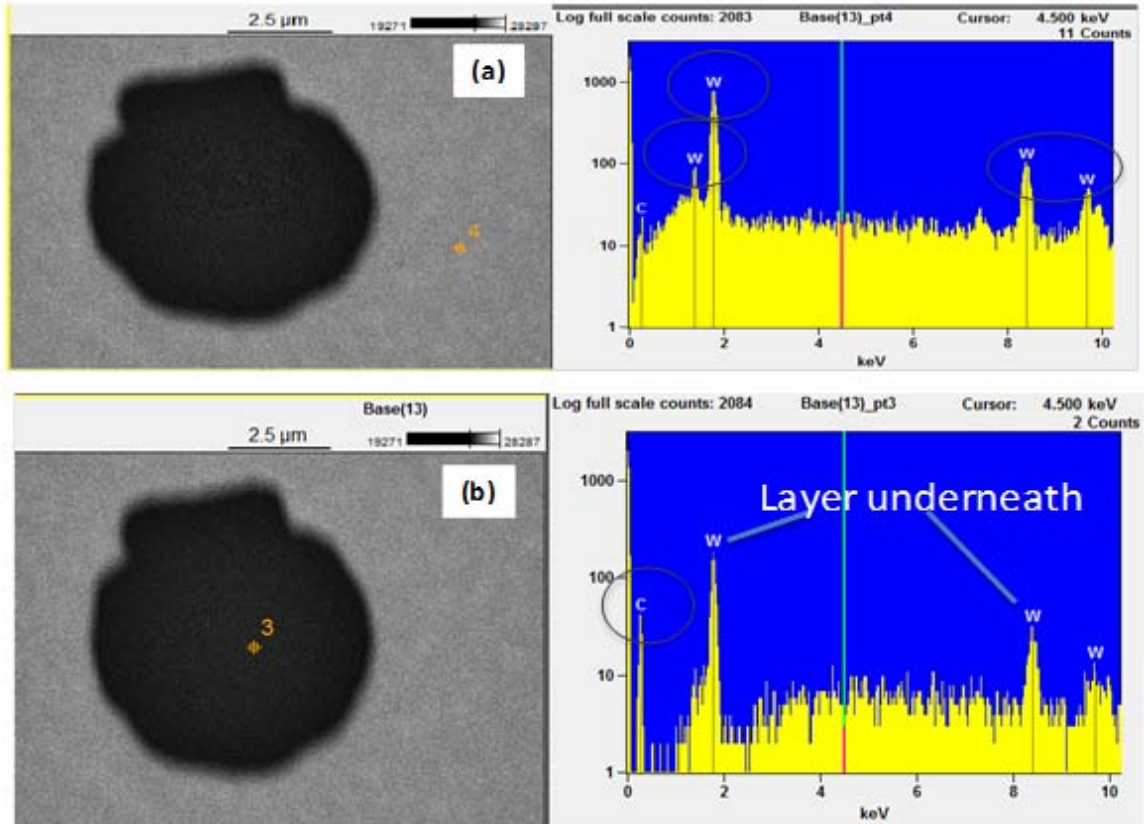 2.5 µm
19271 28287
(a)
4
Log full scale counts: 2083 Base(13)_pt4 Cursor: 4.500 keV
11 Counts
1000
100
10
1
W
W
W
W
C
0 2 4 6 8 10
keV
Base(13)
2.5 µm
19271 28287
(b)
3
Log full scale counts: 2084 Base(13)_pt3 Cursor: 4.500 keV
2 Counts
1000
100
10
1
Layer underneath
W
C
W
W
0 2 4 6 8 10
keV